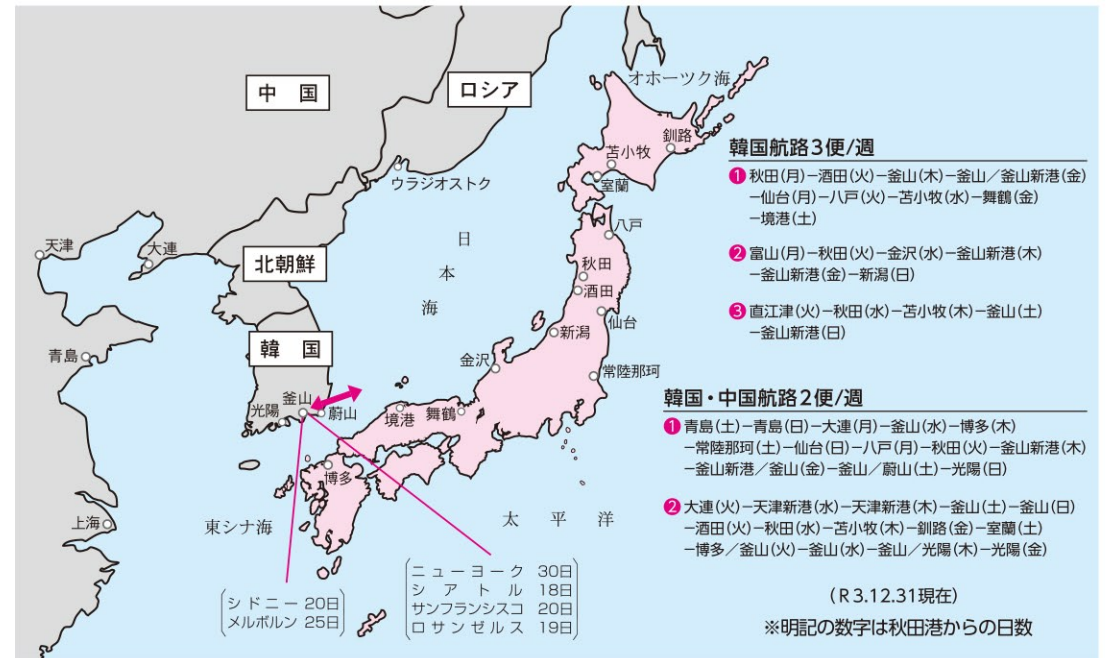 オホーツク海
中国
ロシア
釧路
苫小牧
室蘭
ウラジオストク
八戸
天津
大連
日本海
北朝鮮
秋田
酒田
仙台
新潟
韓国
青島
金沢
常陸那珂
釜山
光陽
蔚山
境港
舞鶴
博多
上海
東シナ海
太平洋
シドニー 20日
メルボルン 25日
ニューヨーク 30日
シアトル 18日
サンフランシスコ 20日
ロサンゼルス 19日
韓国航路3便/週
❶秋田(月)−酒田(火)−釜山(木)−釜山/釜山新港(金)
−仙台(月)−八戸(火)−苫小牧(水)−舞鶴(金)
−境港(土)
❷富山(月)−秋田(火)−金沢(水)−釜山新港(木)
−釜山新港(金)−新潟(日)
❸直江津(火)−秋田(水)−苫小牧(木)−釜山(土)
−釜山新港(日)
韓国・中国航路2便/週
❶青島(土)−青島(日)−大連(月)−釜山(水)−博多(木)
−常陸那珂(土)−仙台(日)−八戸(月)−秋田(火)−釜山新港(木)
−釜山新港/釜山(金)−釜山/蔚山(土)−光陽(日)
❷大連(火)−天津新港(水)−天津新港(木)−釜山(土)−釜山(日)
−酒田(火)−秋田(水)−苫小牧(木)−釧路(金)−室蘭(土)
−博多/釜山(火)−釜山(水)−釜山/光陽(木)−光陽(金)
(R3.12.31現在)
※明記の数字は秋田港からの日数